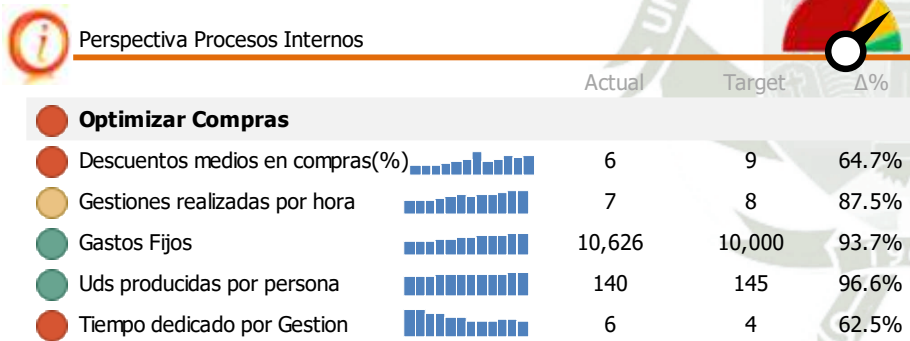 Perspectiva Procesos Internos
Actual Target Δ%
Optimizar Compras
Descuentos medios en compras(%) 6 9 64.7%
Gestiones realizadas por hora 7 8 87.5%
Gastos Fijos 10,626 10,000 93.7%
Uds producidas por persona 140 145 96.6%
Tiempo dedicado por Gestion 6 4 62.5%